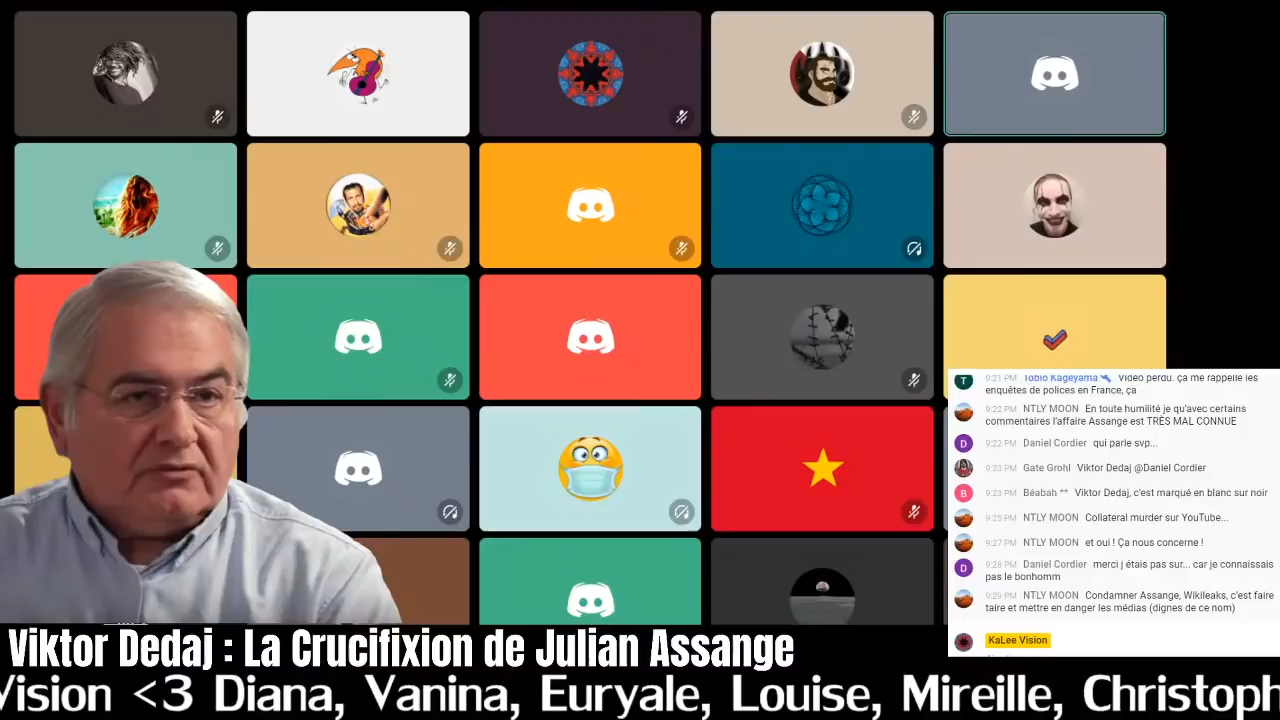 9:21 PM Tobio Kageyama Vidéo perdu. ça me rappelle les
enquêtes de polices en France, ça
9:22 PM NTLY MOON En toute humilité je qu'avec certains
commentaires l'affaire Assange est TRÈS MAL CONNUE
9:22 PM Daniel Cordier qui parle svp...
9:23 PM Gate Grohl Viktor Dedaj @Daniel Cordier
9:23 PM Béabah ** Viktor Dedaj, c'est marqué en blanc sur noir
9:25 PM NTLY MOON Collateral murder sur YouTube...
9:27 PM NTLY MOON et oui ! Ça nous concerne !
9:28 PM Daniel Cordier merci j étais pas sur... car je connaissais
pas le bonhomm
9:29 PM NTLY MOON Condamner Assange, Wikileaks, c'est faire
taire et mettre en danger les médias (dignes de ce nom)
KaLee Vision
Viktor Dedaj : La Crucifixion de Julian Assange
Vision <3 Diana, Vanina, Euryale, Louise, Mireille, Christoph